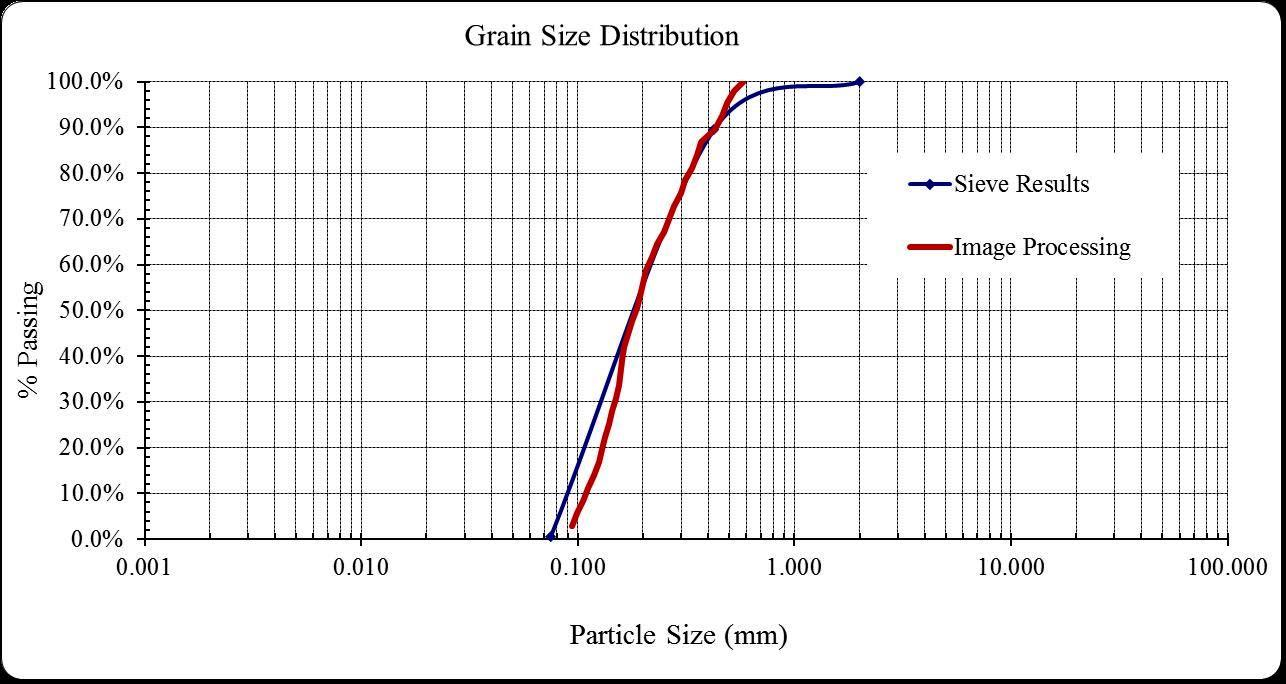 Grain Size Distribution
100.0%
90.0%
80.0%
70.0%
60.0%
50.0%
40.0%
30.0%
20.0%
10.0%
0.0%
% Passing
Sieve Results
Image Processing
0.001 0.010 0.100 1.000 10.000 100.000
Particle Size (mm)